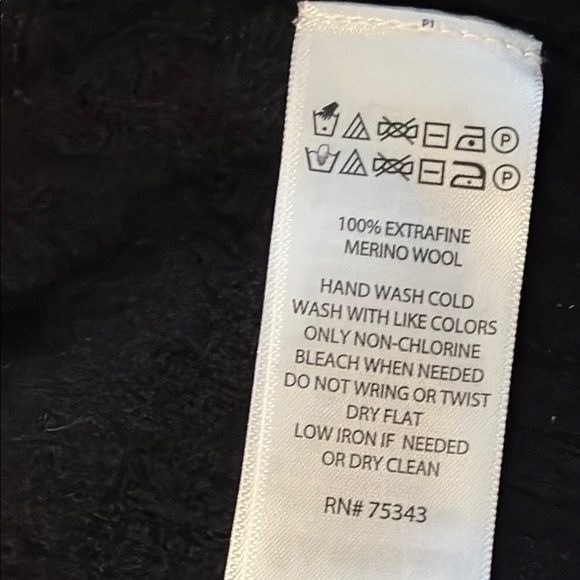 P1
P
P
100% EXTRAFINE
MERINO WOOL
HAND WASH COLD
WASH WITH LIKE COLORS
ONLY NON-CHLORINE
BLEACH WHEN NEEDED
DO NOT WRING OR TWIST
DRY FLAT
LOW IRON IF NEEDED
OR DRY CLEAN
RN# 75343